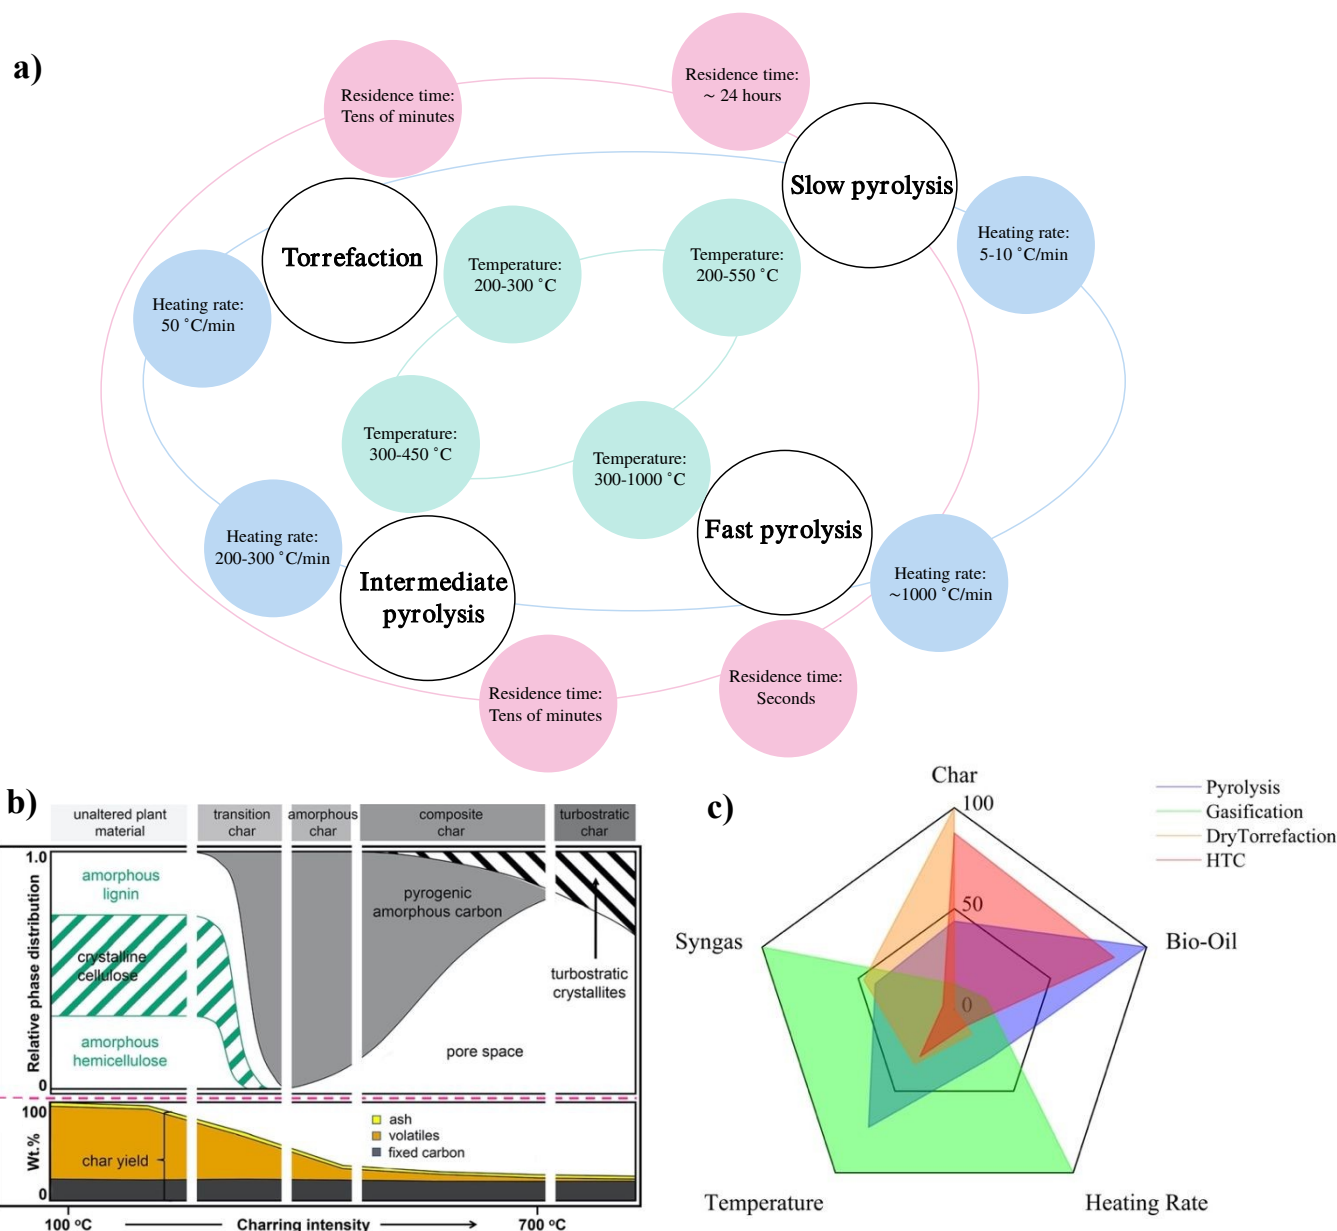 a)
Residence time:
Tens of minutes
Residence time:
~ 24 hours
Slow pyrolysis
Torrefaction
Heating rate:
5-10 ˚C/min
Temperature:
200-300 ˚C
Temperature:
200-550 ˚C
Heating rate:
50 ˚C/min
Temperature:
300-450 ˚C
Temperature:
300-1000 ˚C
Fast pyrolysis
Heating rate:
200-300 ˚C/min
Intermediate
pyrolysis
Heating rate:
~1000 ˚C/min
Residence time:
Tens of minutes
Residence time:
Seconds
b)
unaltered plant
material
transition
char
amorphous
char
composite
char
turbostratic
char
Relative phase distribution
1.0
0
amorphous
lignin
crystalline
cellulose
amorphous
hemicellulose
pyrogenic
amorphous carbon
turbostratic
crystallites
pore space
Wt.%
100
0
char yield
ash
volatiles
fixed carbon
100 ºC
Charring intensity
700 ºC
c)
Char
100
50
0
Syngas
Bio-Oil
Temperature
Heating Rate
Pyrolysis
Gasification
DryTorrefaction
HTC